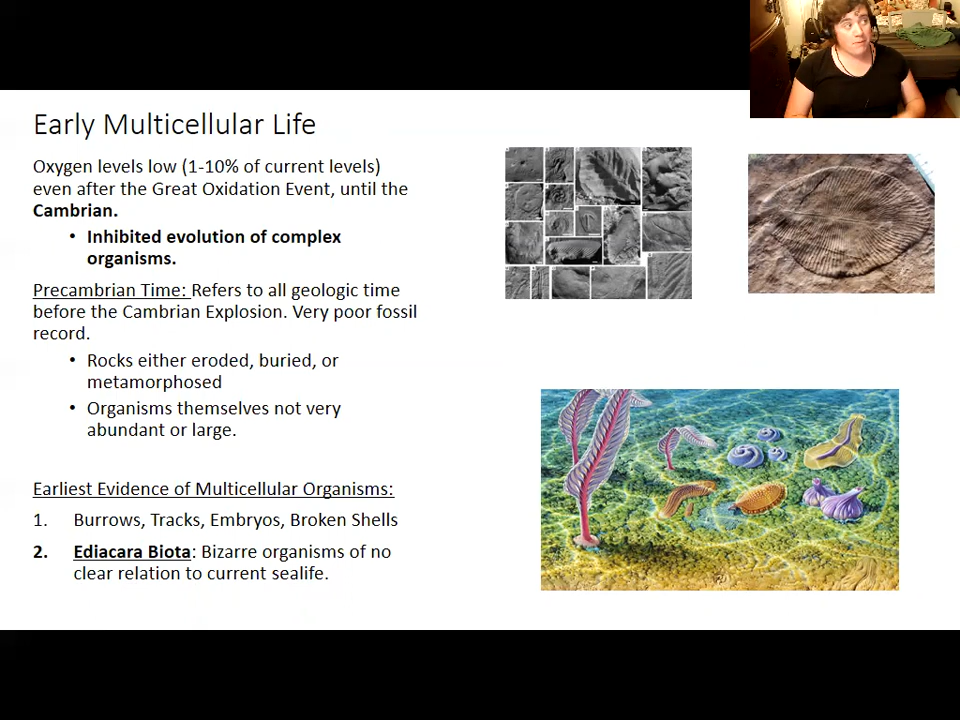 Early Multicellular Life
Oxygen levels low (1-10% of current levels)
even after the Great Oxidation Event, until the
Cambrian.
• Inhibited evolution of complex
organisms.
Precambrian Time: Refers to all geologic time
before the Cambrian Explosion. Very poor fossil
record.
• Rocks either eroded, buried, or
metamorphosed
• Organisms themselves not very
abundant or large.
Earliest Evidence of Multicellular Organisms:
1. Burrows, Tracks, Embryos, Broken Shells
2. Ediacara Biota: Bizarre organisms of no
clear relation to current sealife.